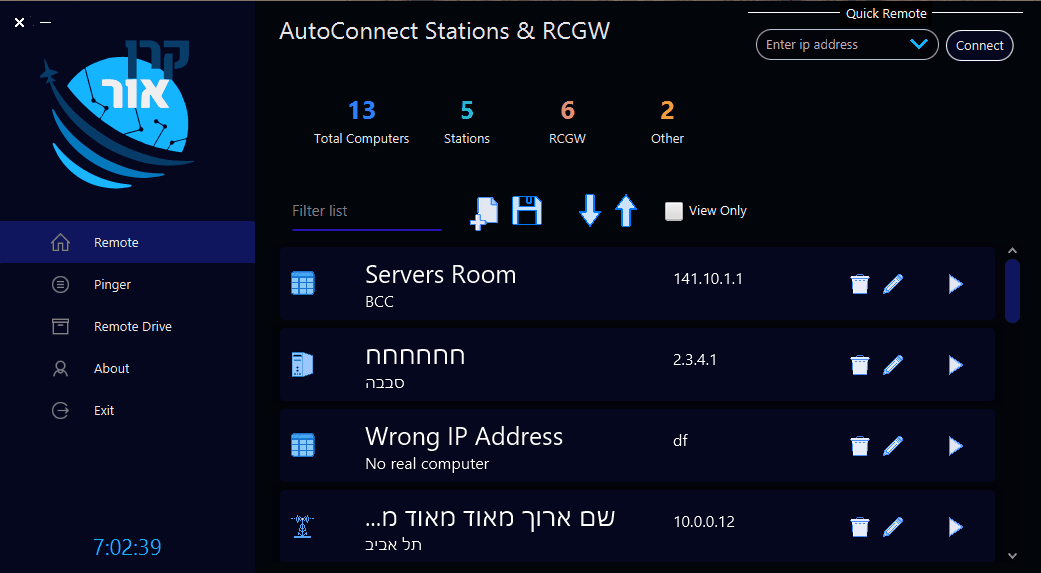 קרן
אור
AutoConnect Stations & RCGW
Quick Remote
Enter ip address
Connect
13
5
6
2
Total Computers
Stations
RCGW
Other
Filter list
View Only
Remote
Pinger
Remote Drive
About
Exit
7:02:39
Servers Room
BCC
141.10.1.1
חחחחחח
סבבה
2.3.4.1
Wrong IP Address
No real computer
df
שם ארוך מאוד מאוד מ...
תל אביב
10.0.0.12